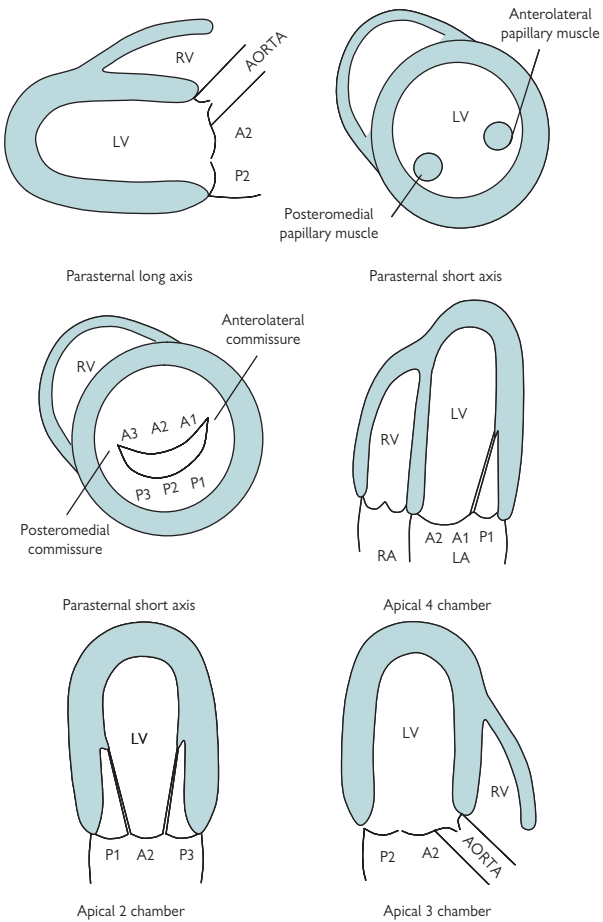 RV
AORTA
LV
A2
P2
Parasternal long axis
Anterolateral
papillary muscle
LV
Posteromedial
papillary muscle
Parasternal short axis
Anterolateral
commissure
RV
A3 A2 A1
P3 P2 P1
Posteromedial
commissure
Parasternal short axis
LV
RV
A2 A1 P1
RA LA
Apical 4 chamber
LV
P1 A2 P3
Apical 2 chamber
LV
RV
P2 A2 AORTA
Apical 3 chamber